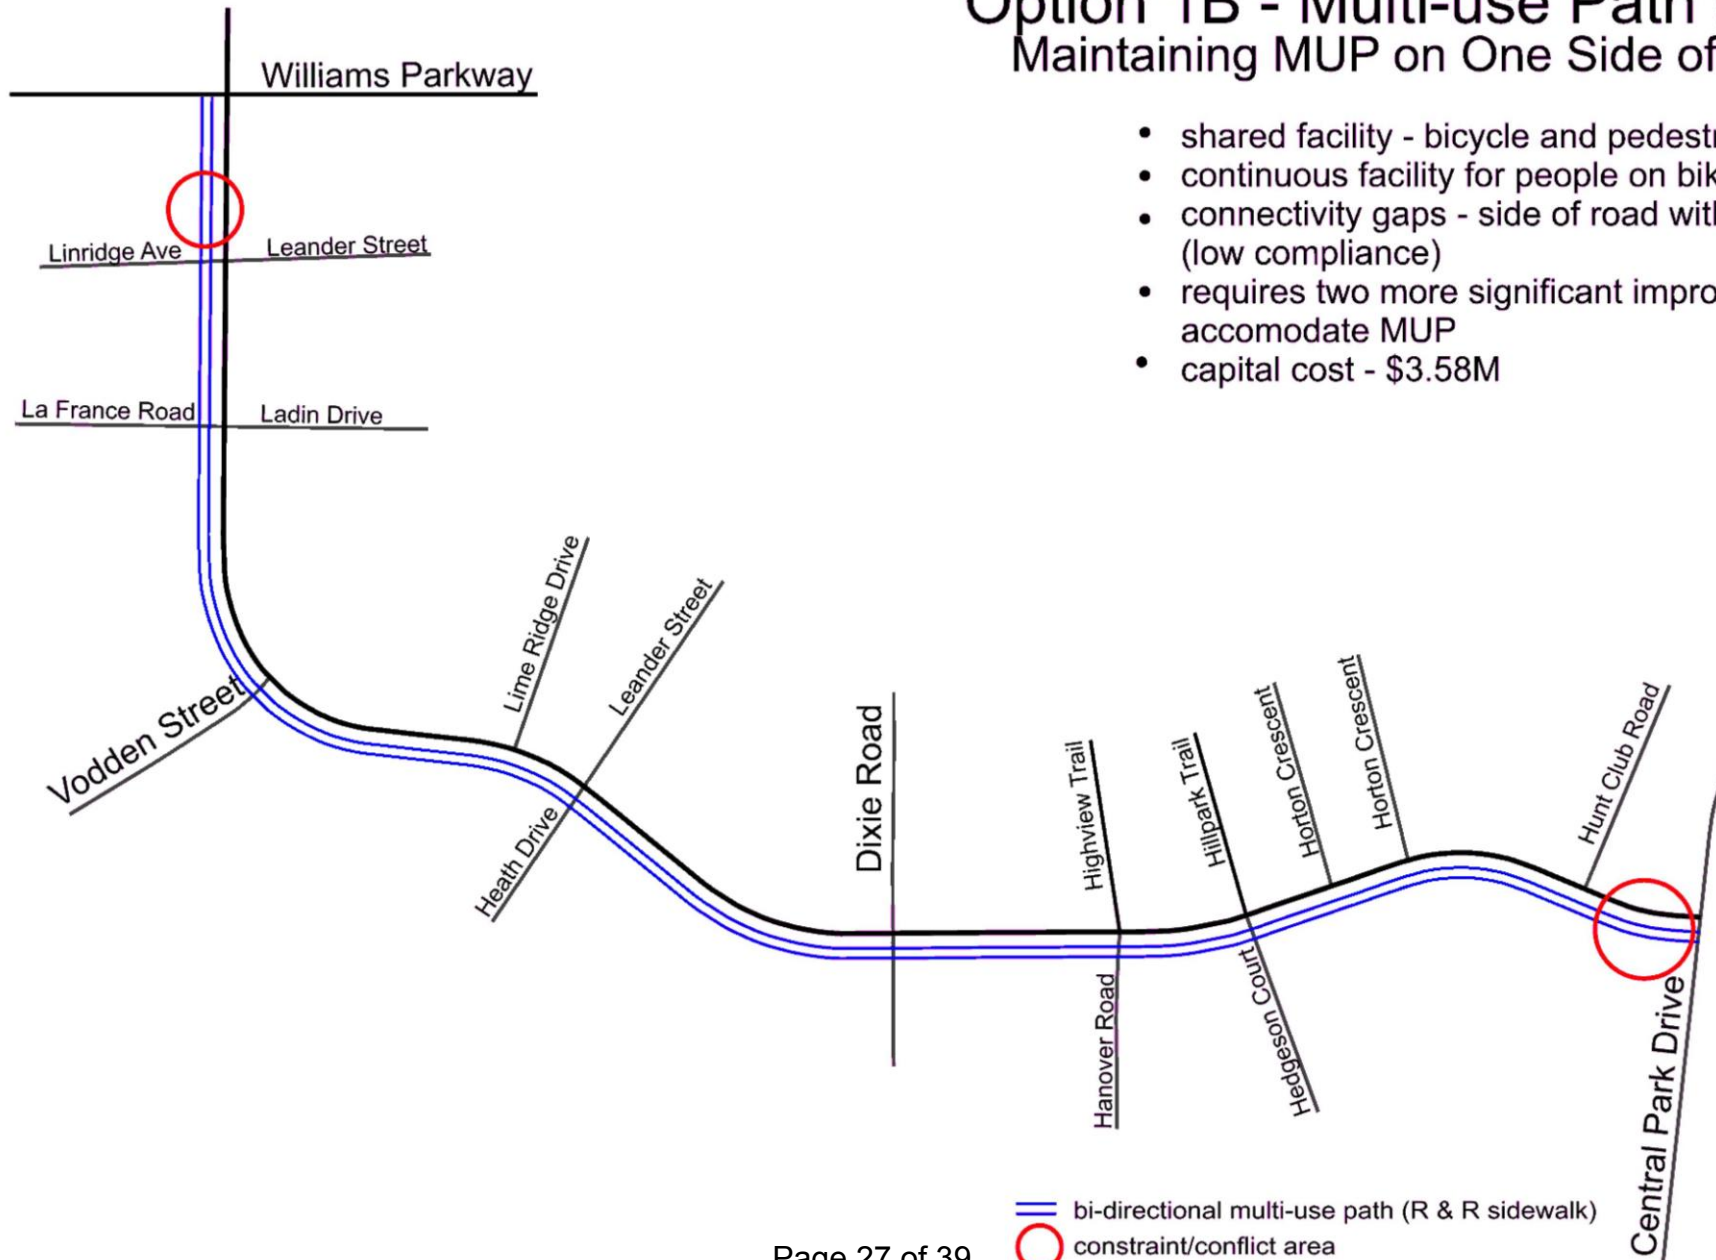 Option 1B - Multi-use Path
Maintaining MUP on One Side of
• shared facility - bicycle and pedestr
• continuous facility for people on bik
• connectivity gaps - side of road with
(low compliance)
• requires two more significant impro
accomodate MUP
• capital cost - $3.58M
Williams Parkway
Linridge Ave
Leander Street
La France Road
Ladin Drive
Vodden Street
Lime Ridge Drive
Leander Street
Heath Drive
Dixie Road
Highview Trail
Hanover Road
Hillpark Trail
Hedgeson Court
Horton Crescent
Horton Crescent
Hunt Club Road
Central Park Drive
bi-directional multi-use path (R & R sidewalk)
constraint/conflict area
Page 27 of 39